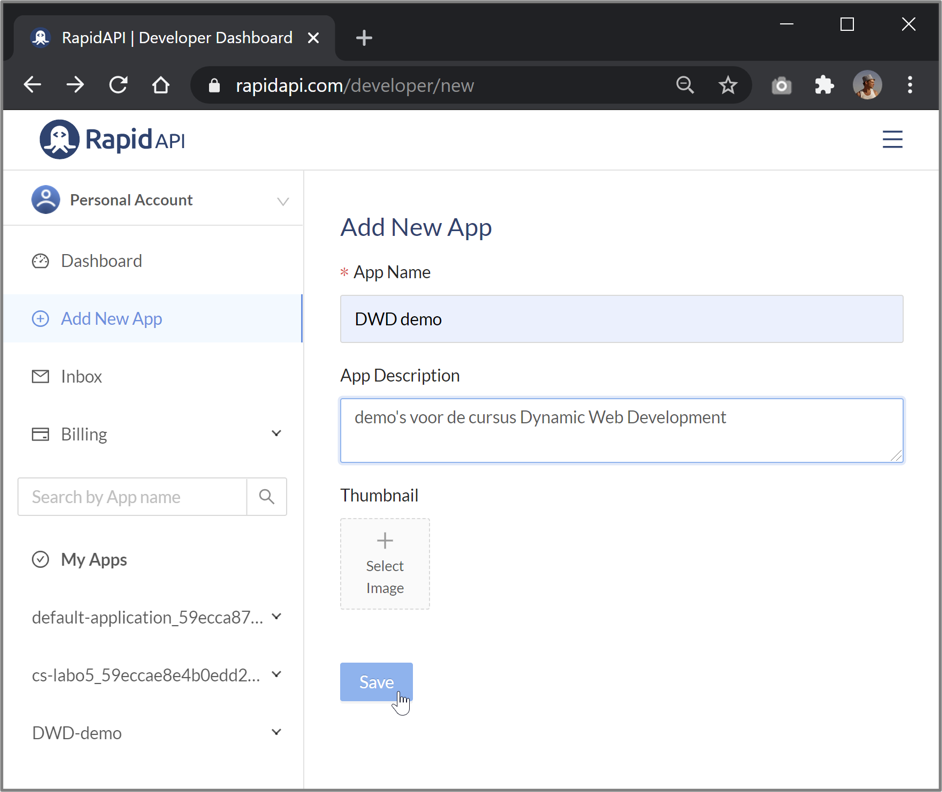 RapidAPI | Developer Dashboard
rapidapi.com/developer/new
Rapid API
Personal Account
Dashboard
Add New App
Inbox
Billing
Search by App name
My Apps
default-application_59ecca87...
cs-labo5_59eccae8e4b0edd2...
DWD-demo
Add New App
* App Name
DWD demo
App Description
demo's voor de cursus Dynamic Web Development
Thumbnail
Select
Image
Save